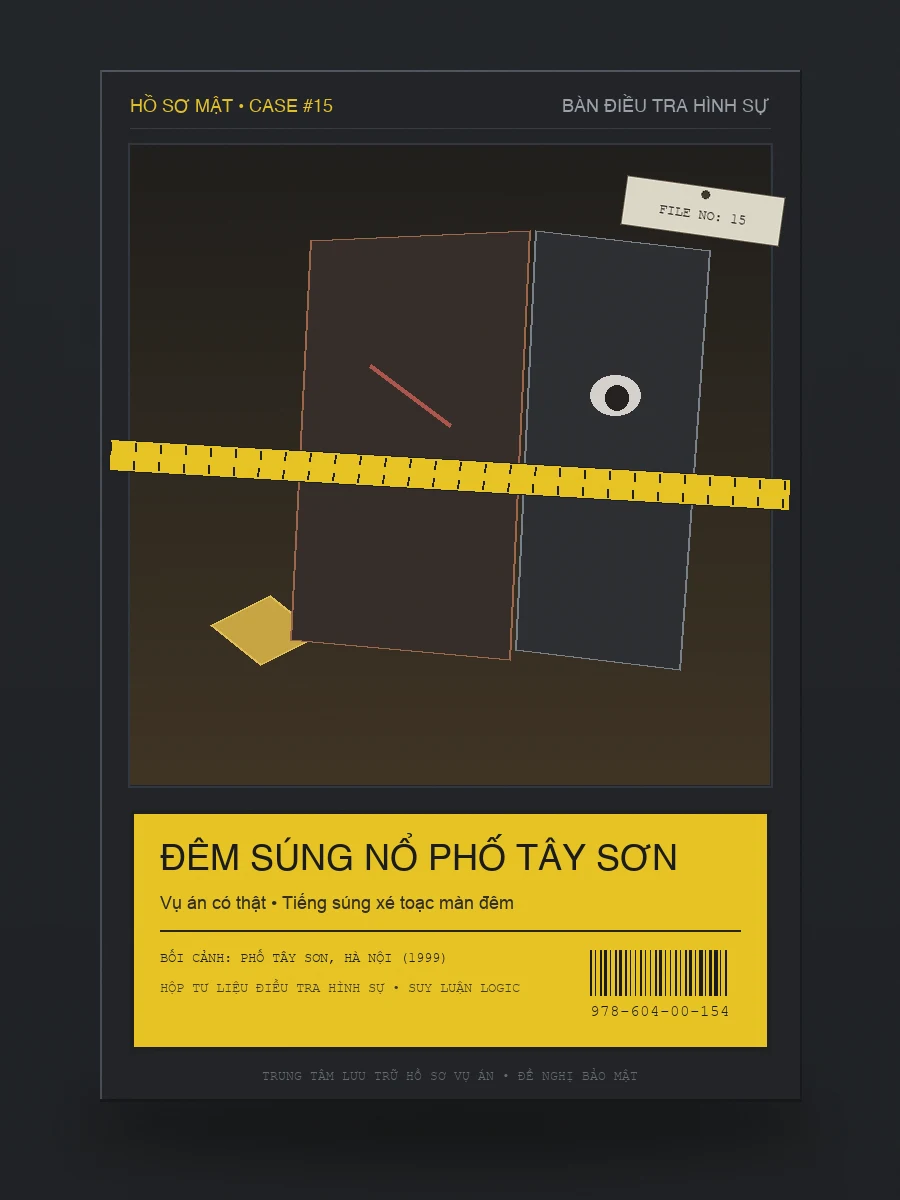 HỒ SƠ MẬT • CASE #15
BÀN ĐIỀU TRA HÌNH SỰ
FILE NO: 15
ĐÊM SÚNG NỔ PHỐ TÂY SƠN
Vụ án có thật • Tiếng súng xé toạc màn đêm
BỐI CẢNH: PHỐ TÂY SƠN, HÀ NỘI (1999)
HỘP TƯ LIỆU ĐIỀU TRA HÌNH SỰ • SUY LUẬN LOGIC
978-604-00-154
TRUNG TÂM LƯU TRỮ HỒ SƠ VỤ ÁN • ĐỀ NGHỊ BẢO MẬT